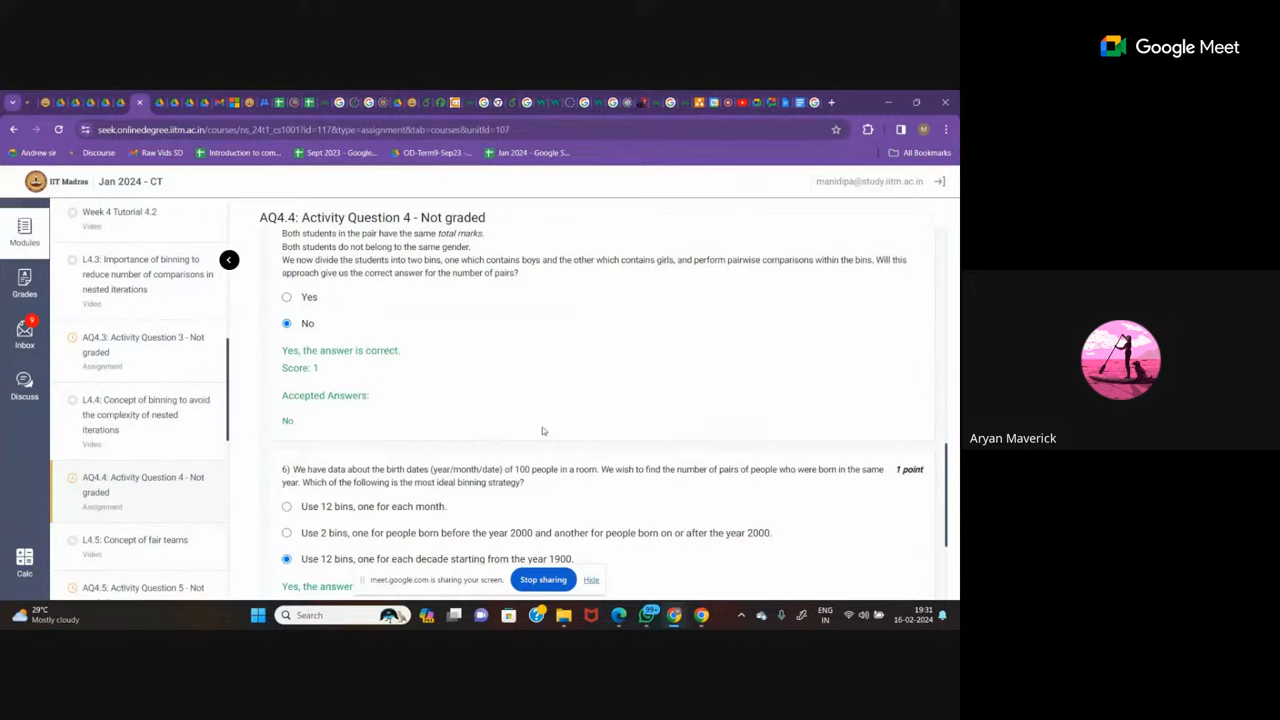 Google Meet
seek.onlinedegree.iitm.ac.in/courses/ns_24t1_cs1001?id=117&type=assignment&tab=courses&unitId=107
M
Andrew sir
Discourse
Raw Vids SD
Introduction to com...
Sept 2023 - Google...
OD-Term9-Sep23 -...
Jan 2024 - Google S...
All Bookmarks
IIT Madras
Jan 2024 - CT
manidipa@study.iitm.ac.in
Modules
Grades
9
Inbox
Discuss
Calc
Week 4 Tutorial 4.2
Video
L4.3: Importance of binning to
reduce number of comparisons in
nested iterations
Video
AQ4.3: Activity Question 3 - Not
graded
Assignment
L4.4: Concept of binning to avoid
the complexity of nested
iterations
Video
AQ4.4: Activity Question 4 - Not
graded
Assignment
L4.5: Concept of fair teams
Video
AQ4.5: Activity Question 5 - Not
AQ4.4: Activity Question 4 - Not graded
Both students in the pair have the same total marks.
Both students do not belong to the same gender.
We now divide the students into two bins, one which contains boys and the other which contains girls, and perform pairwise comparisons within the bins. Will this
approach give us the correct answer for the number of pairs?
Yes
No
Yes, the answer is correct.
Score: 1
Accepted Answers:
No
6) We have data about the birth dates (year/month/date) of 100 people in a room. We wish to find the number of pairs of people who were born in the same
year. Which of the following is the most ideal binning strategy?
1 point
Use 12 bins, one for each month.
Use 2 bins, one for people born before the year 2000 and another for people born on or after the year 2000.
Use 12 bins, one for each decade starting from the year 1900.
Yes, the answer
meet.google.com is sharing your screen.
Stop sharing
Hide
29°C
Mostly cloudy
Search
99+
ENG
IN
19:31
16-02-2024
Aryan Maverick